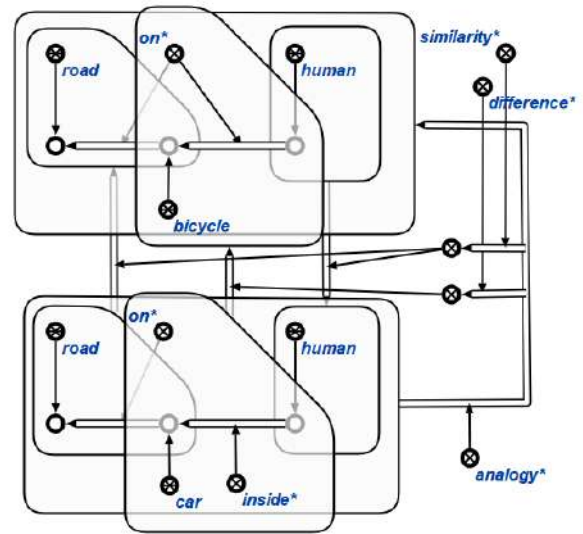 on*
similarity*
road
human
difference*
bicycle
on*
road
human
car
inside*
analogy*